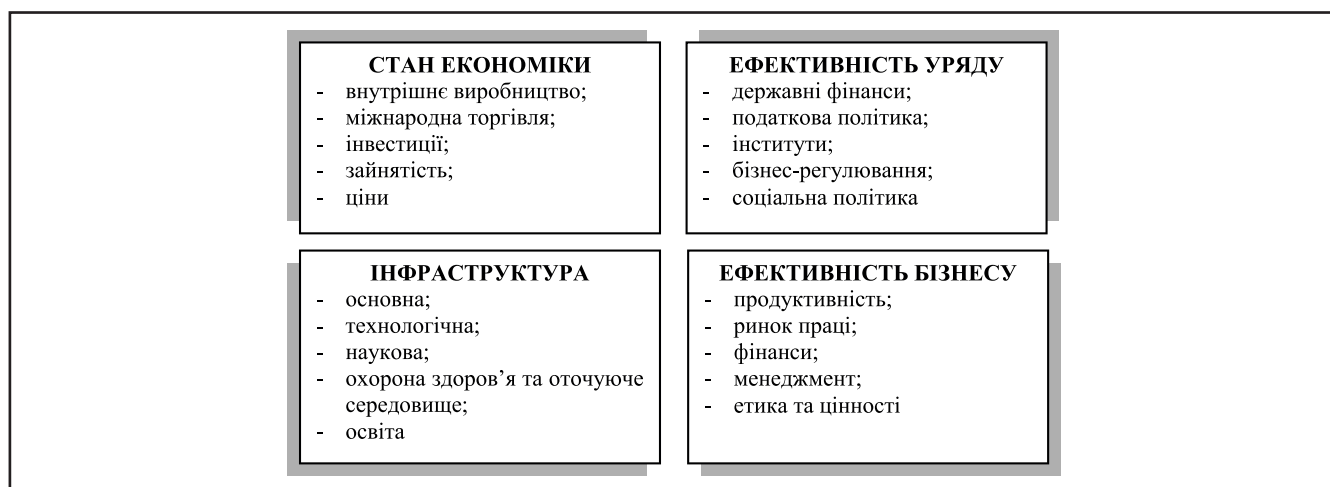 СТАН ЕКОНОМІКИ
- внутрішнє виробництво;
- міжнародна торгівля;
- інвестиції;
- зайнятість;
- ціни
ЕФЕКТИВНІСТЬ УРЯДУ
- державні фінанси;
- податкова політика;
- інститути;
- бізнес-регулювання;
- соціальна політика
ІНФРАСТРУКТУРА
- основна;
- технологічна;
- наукова;
- охорона здоров’я та оточуюче
середовище;
- освіта
ЕФЕКТИВНІСТЬ БІЗНЕСУ
- продуктивність;
- ринок праці;
- фінанси;
- менеджмент;
- етика та цінності